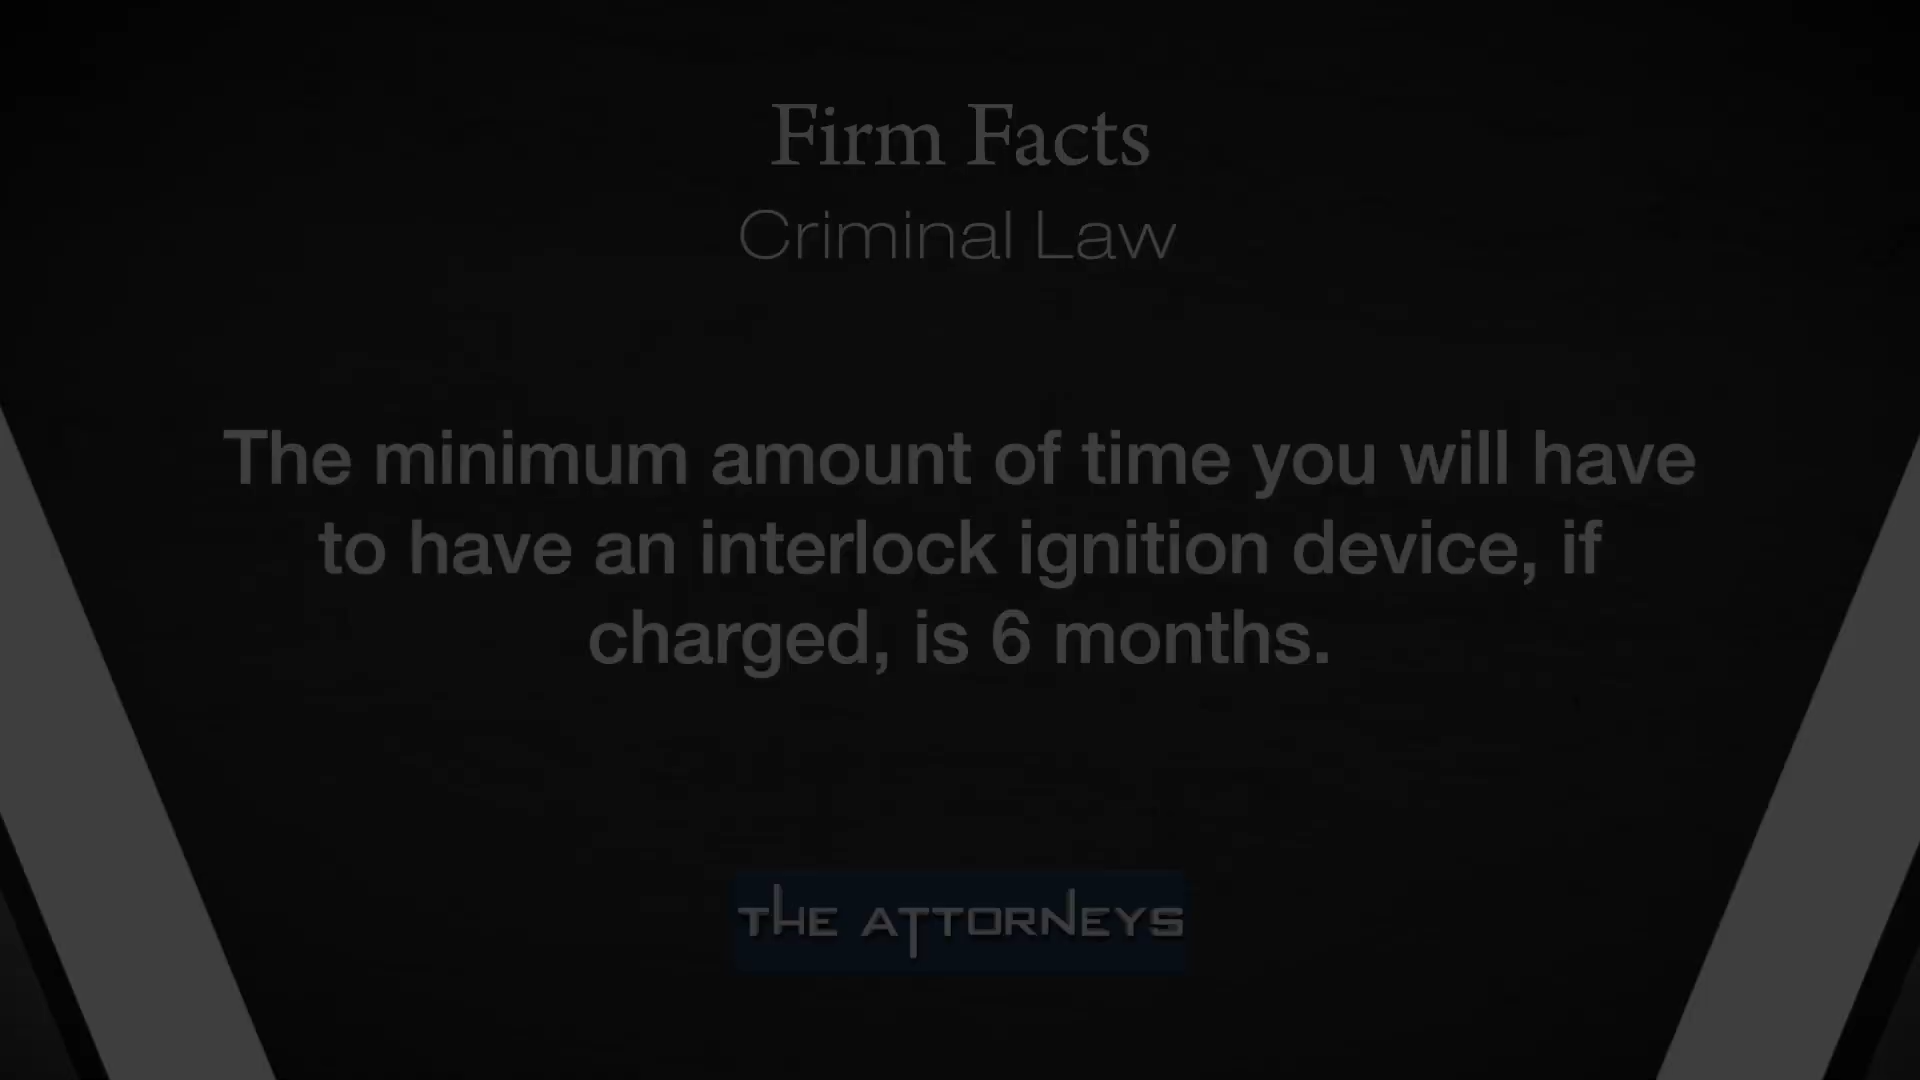 Firm Facts
Criminal Law
The minimum amount of time you will have
to have an interlock ignition device, if
charged, is 6 months.
THE ATTORNEYS